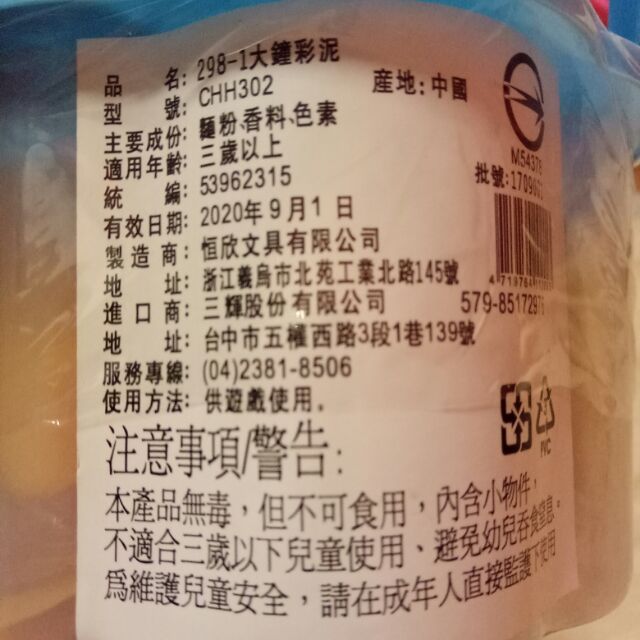 品 名: 298-1大鐘彩泥
型 號: CHH302
產地: 中國
主要成份: 麵粉、香料、色素
適用年齡: 三歲以上
統 編: 53962315
有效日期: 2020年9月1日
製造商: 恒欣文具有限公司
地 址: 浙江義烏市北苑工業北路145號
進口商: 三輝股份有限公司
579-851729
地 址: 台中市五權西路3段1巷139號
服務專線: (04)2381-8506
使用方法: 供遊戲使用.
M5437
批號:1709
4 719764
PVC
注意事項/警告:
本產品無毒, 但不可食用, 內含小物件,
不適合三歲以下兒童使用、避免幼兒吞食窒息。
為維護兒童安全, 請在成年人直接監護下使用